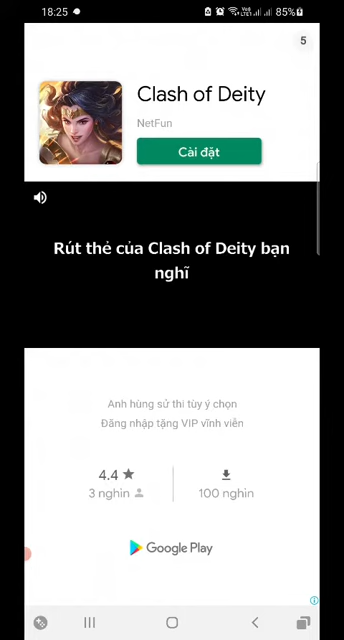 18:25
85%
5
Clash of Deity
NetFun
Cài đặt
Rút thẻ của Clash of Deity bạn
nghĩ
Anh hùng sử thi tùy ý chọn
Đăng nhập tặng VIP vĩnh viễn
4.4
3 nghìn
100 nghìn
Google Play